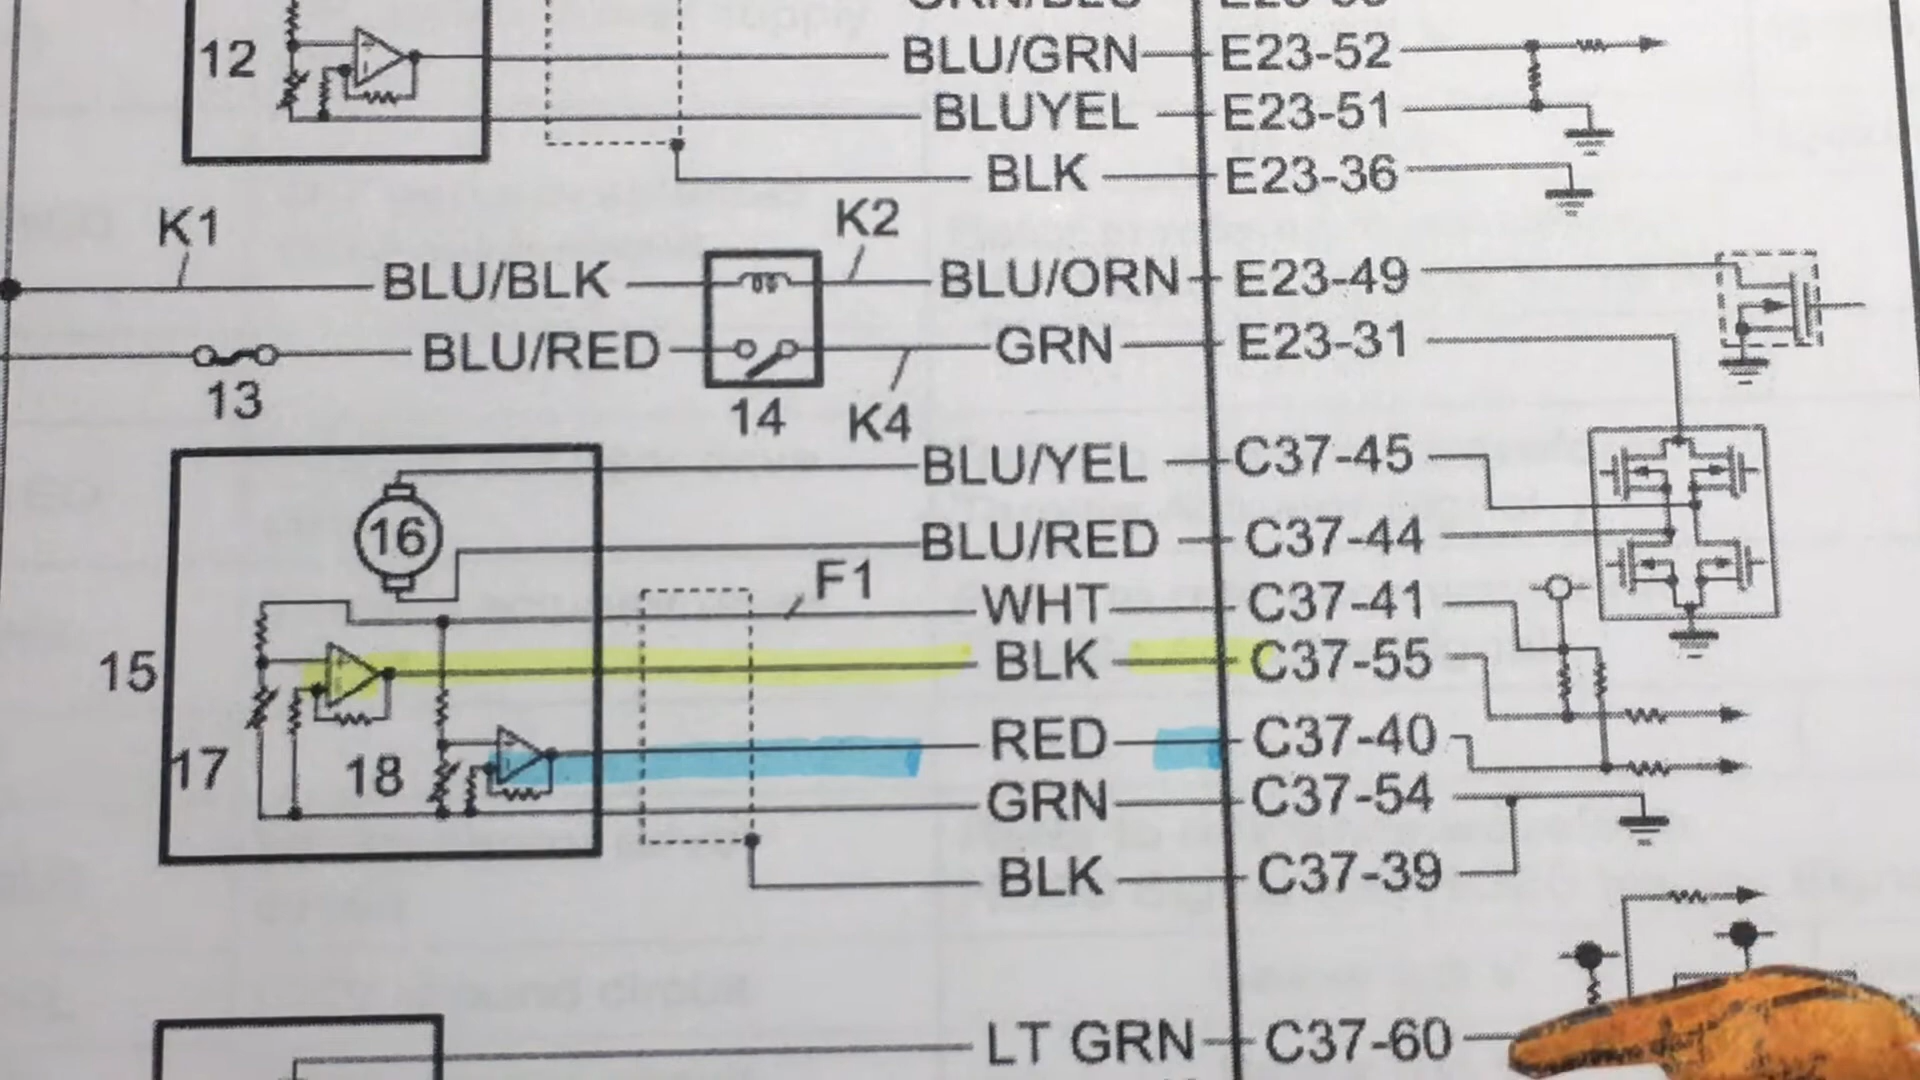 12 BLU/GRN E23-52
BLUYEL E23-51
BLK E23-36
K1 K2
BLU/BLK BLU/ORN E23-49
BLU/RED GRN E23-31
13 14 K4
BLU/YEL C37-45
16 BLU/RED C37-44
F1 WHT C37-41
15 BLK C37-55
17 18 RED C37-40
GRN C37-54
BLK C37-39
LT GRN C37-60